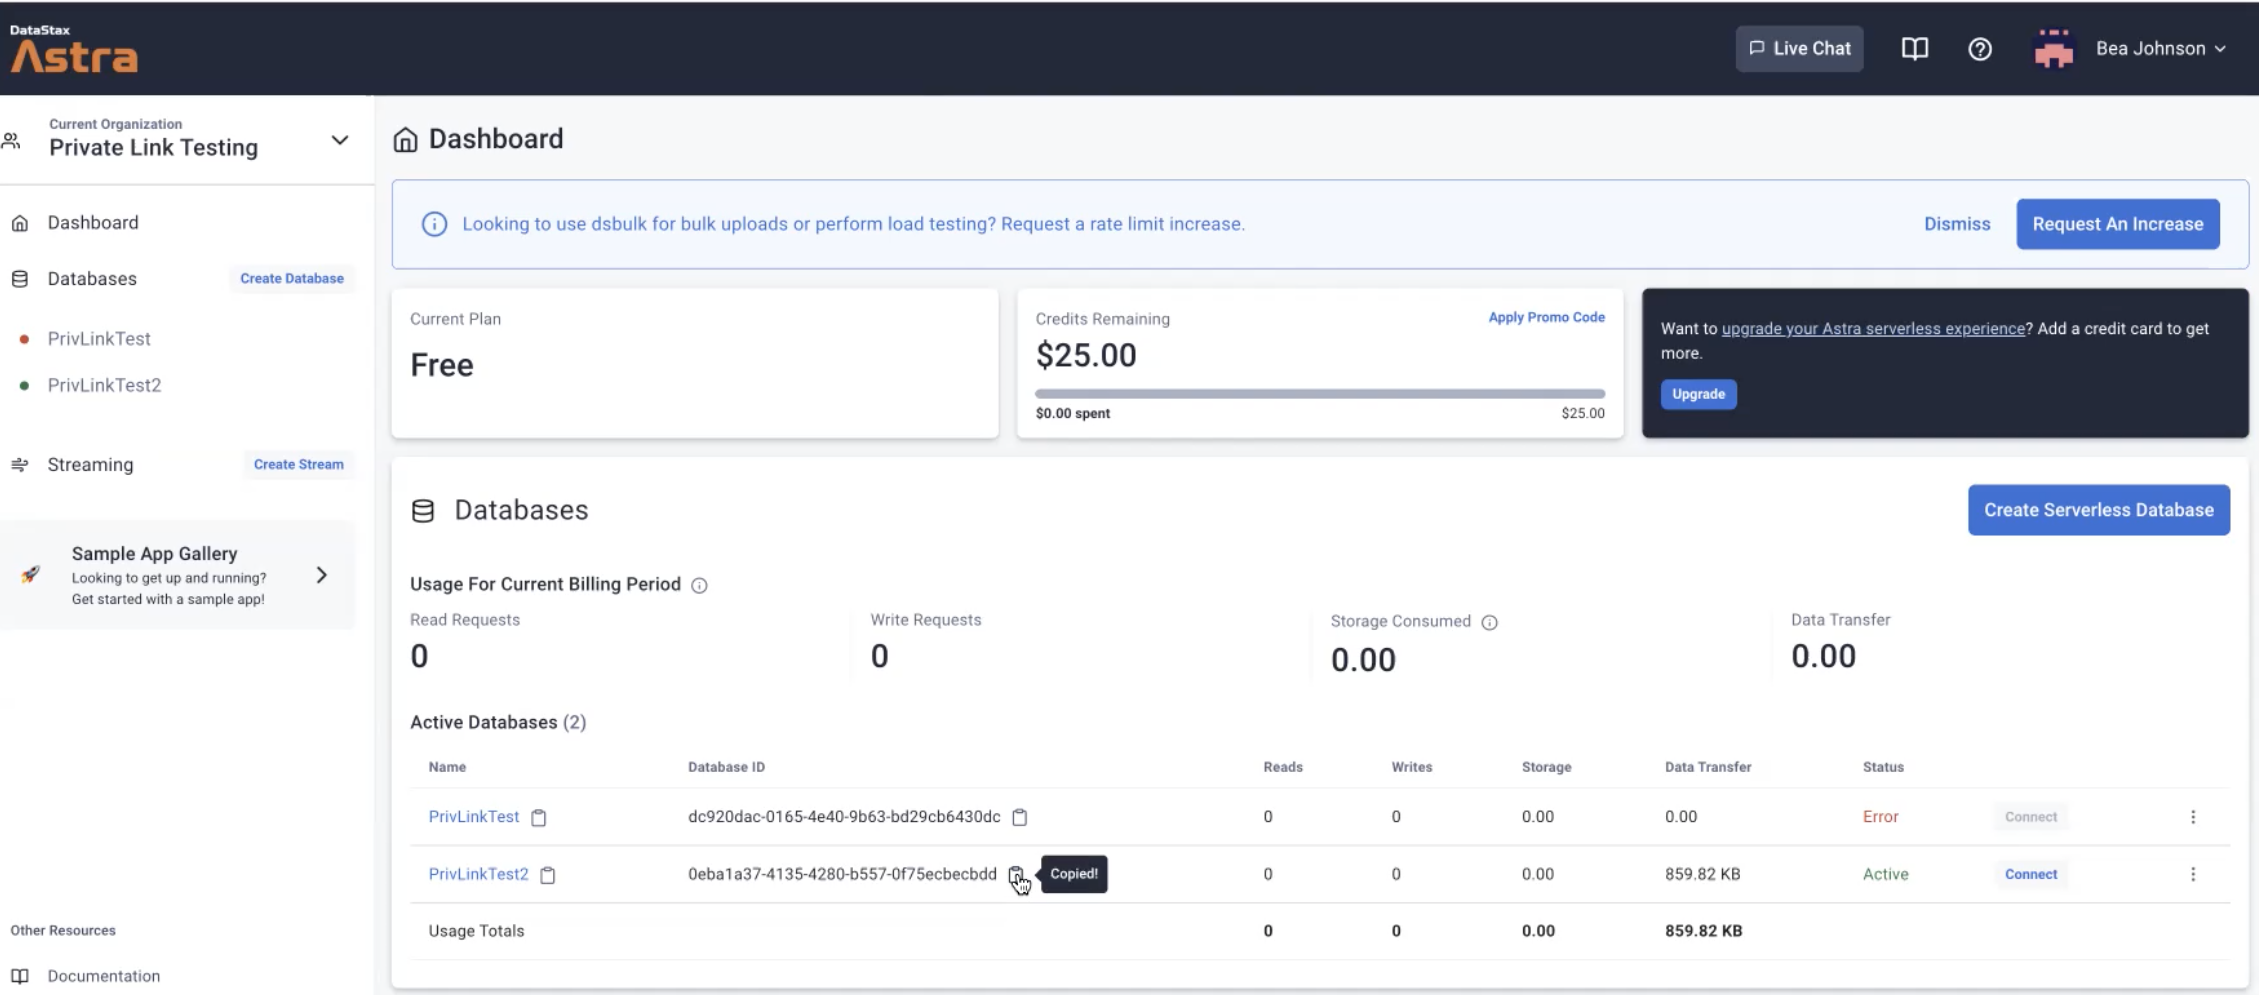 DataStax
Astra
Live Chat
Bea Johnson
Current Organization
Private Link Testing
Dashboard
Databases
Create Database
PrivLinkTest
PrivLinkTest2
Streaming
Create Stream
Sample App Gallery
Looking to get up and running?
Get started with a sample app!
Other Resources
Documentation
Dashboard
Looking to use dsbulk for bulk uploads or perform load testing? Request a rate limit increase.
Dismiss
Request An Increase
Current Plan
Free
Credits Remaining
Apply Promo Code
$25.00
$0.00 spent
$25.00
Want to upgrade your Astra serverless experience? Add a credit card to get
more.
Upgrade
Databases
Create Serverless Database
Usage For Current Billing Period
Read Requests
0
Write Requests
0
Storage Consumed
0.00
Data Transfer
0.00
Active Databases (2)
Name Database ID Reads Writes Storage Data Transfer Status
PrivLinkTest dc920dac-0165-4e40-9b63-bd29cb6430dc 0 0 0.00 0.00 Error Connect
PrivLinkTest2 0eba1a37-4135-4280-b557-0f75ecbecbdd Copied! 0 0 0.00 859.82 KB Active Connect
Usage Totals 0 0 0.00 859.82 KB